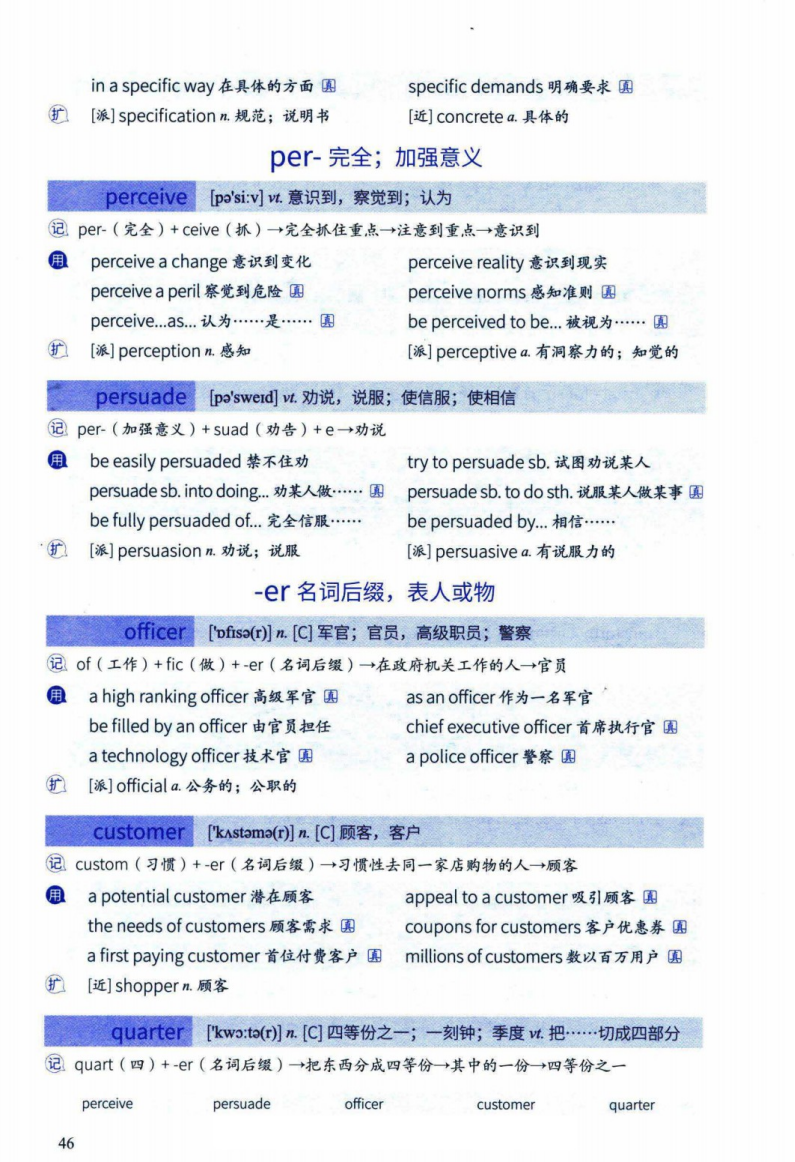 in a specific way 在具体的方面 真 specific demands 明确要求 真
扩 [派] specification n. 规范；说明书 [近] concrete a. 具体的
per- 完全；加强意义
perceive [pə'siːv] vt. 意识到，察觉到；认为
记 per-（完全）+ ceive（抓）→完全抓住重点→注意到重点→意识到
用 perceive a change 意识到变化 perceive reality 意识到现实
perceive a peril 察觉到危险 真 perceive norms 感知准则 真
perceive...as... 认为……是…… 真 be perceived to be... 被视为…… 真
扩 [派] perception n. 感知 [派] perceptive a. 有洞察力的；知觉的
persuade [pə'sweɪd] vt. 劝说，说服；使信服；使相信
记 per-（加强意义）+ suad（劝告）+ e→劝说
用 be easily persuaded 禁不住劝 try to persuade sb. 试图劝说某人
persuade sb. into doing... 劝某人做…… 真 persuade sb. to do sth. 说服某人做某事 真
be fully persuaded of... 完全信服…… be persuaded by... 相信……
扩 [派] persuasion n. 劝说；说服 [派] persuasive a. 有说服力的
-er 名词后缀，表人或物
officer ['ɒfɪsə(r)] n. [C] 军官；官员，高级职员；警察
记 of（工作）+ fic（做）+ -er（名词后缀）→在政府机关工作的人→官员
用 a high ranking officer 高级军官 真 as an officer 作为一名军官
be filled by an officer 由官员担任 chief executive officer 首席执行官 真
a technology officer 技术官 真 a police officer 警察 真
扩 [派] official a. 公务的；公职的
customer ['kʌstəmə(r)] n. [C] 顾客，客户
记 custom（习惯）+ -er（名词后缀）→习惯性去同一家店购物的人→顾客
用 a potential customer 潜在顾客 appeal to a customer 吸引顾客 真
the needs of customers 顾客需求 真 coupons for customers 客户优惠券 真
a first paying customer 首位付费客户 真 millions of customers 数以百万用户 真
扩 [近] shopper n. 顾客
quarter ['kwɔːtə(r)] n. [C] 四等份之一；一刻钟；季度 vt. 把……切成四部分
记 quart（四）+ -er（名词后缀）→把东西分成四等份→其中的一份→四等份之一
perceive persuade officer customer quarter
46